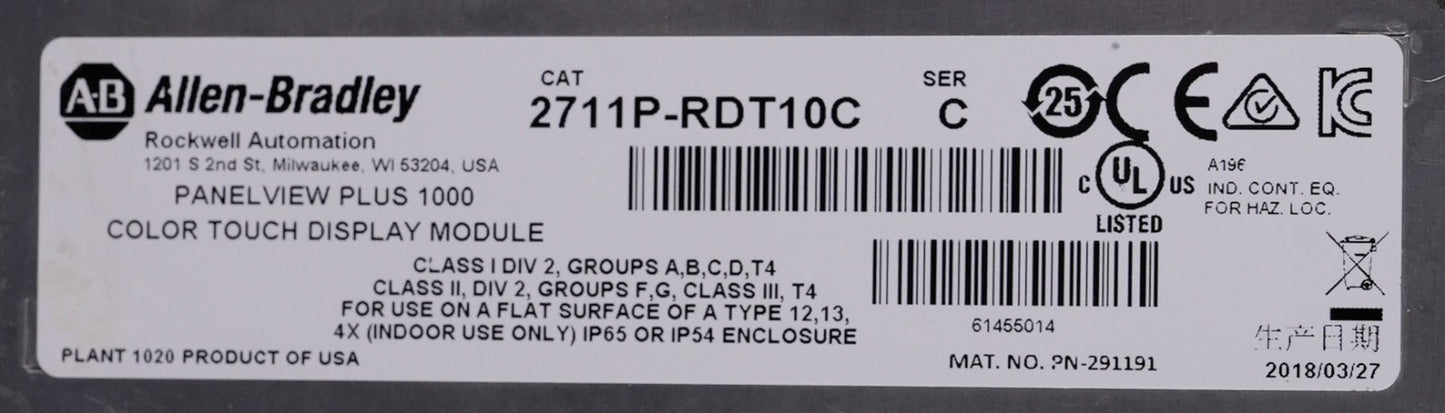 A-B Allen-Bradley
Rockwell Automation
1201 S 2nd St, Milwaukee, WI 53204, USA
PANELVIEW PLUS 1000
COLOR TOUCH DISPLAY MODULE
CAT
2711P-RDT10C
SER
C
25
CE
KC
C UL US
LISTED
A196
IND. CONT. EQ.
FOR HAZ. LOC.
CLASS I DIV 2, GROUPS A,B,C,D,T4
CLASS II, DIV 2, GROUPS F,G, CLASS III, T4
FOR USE ON A FLAT SURFACE OF A TYPE 12,13,
4X (INDOOR USE ONLY) IP65 OR IP54 ENCLOSURE
PLANT 1020 PRODUCT OF USA
61455014
MAT. NO. PN-291191
生产日期
2018/03/27